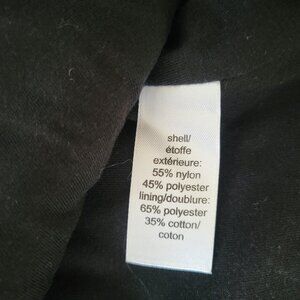 shell/
étoffe
extérieure:
55% nylon
45% polyester
lining/doublure:
65% polyester
35% cotton/
coton